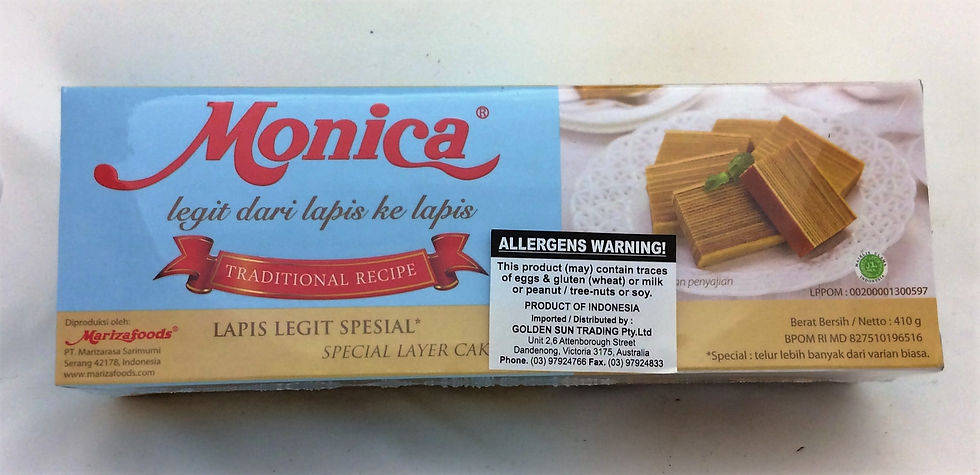 Monica®
legit dari lapis ke lapis
TRADITIONAL RECIPE
Diproduksi oleh:
Marizafoods®
PT. Marizarasa Sarimurni
Serang 42178, Indonesia
www.marizafoods.com
LAPIS LEGIT SPESIAL*
SPECIAL LAYER CAK
ALLERGENS WARNING!
This product (may) contain traces
of eggs & gluten (wheat) or milk
or peanut / tree-nuts or soy.
PRODUCT OF INDONESIA
Imported / Distributed by :
GOLDEN SUN TRADING Pty.Ltd
Unit 2,6 Attenborough Street
Dandenong, Victoria 3175, Australia
Phone. (03) 97924766 Fax. (03) 97924833
penyajian
LPPOM : 00200001300597
Berat Bersih / Netto : 410 g
BPOM RI MD 827510196516
*Special : telur lebih banyak dari varian biasa.